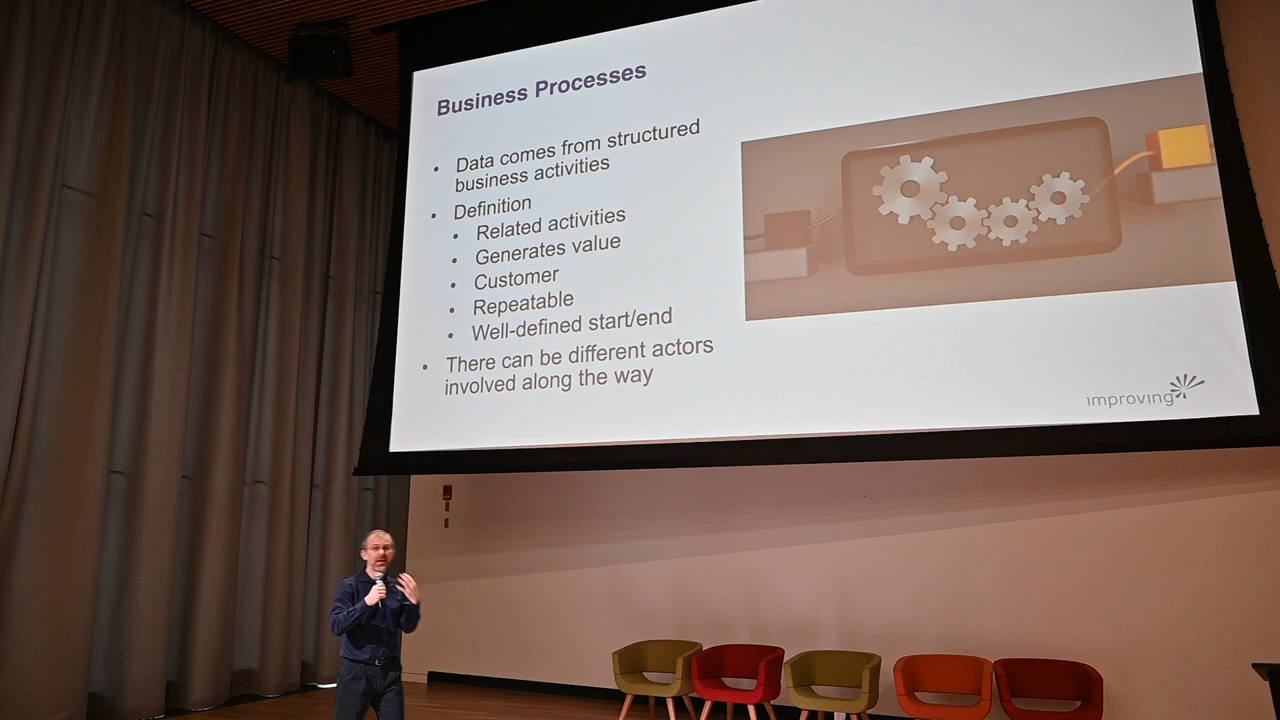 Business Processes
• Data comes from structured
business activities
• Definition
• Related activities
• Generates value
• Customer
• Repeatable
• Well-defined start/end
• There can be different actors
involved along the way
improving